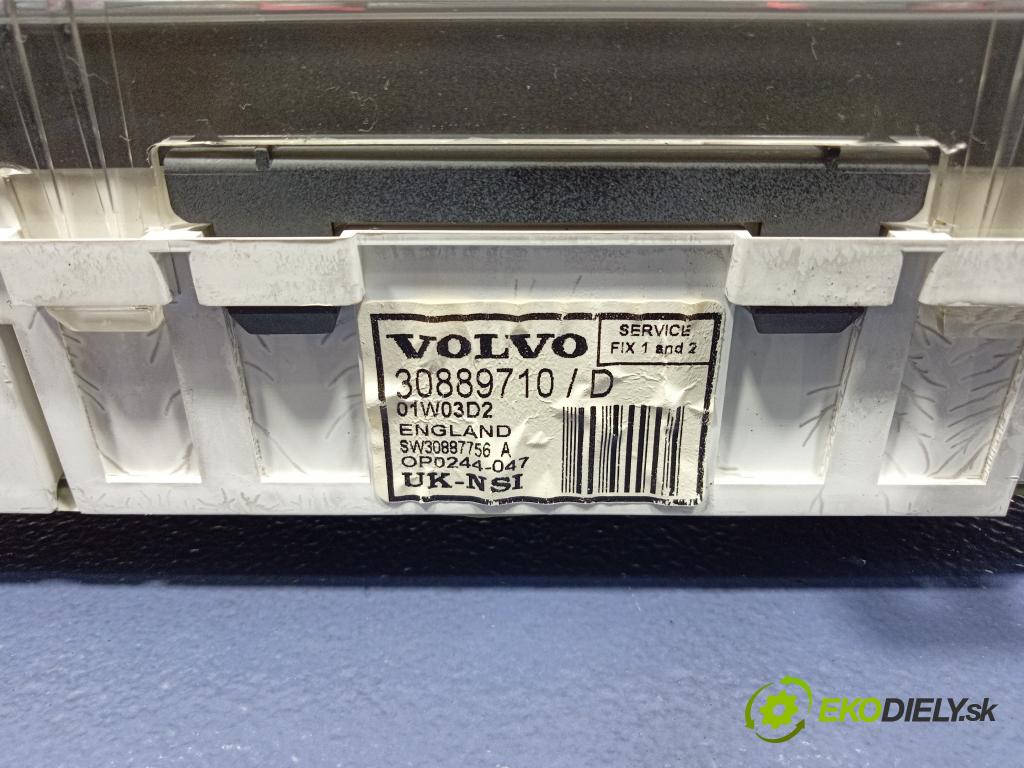 VOLVO
SERVICE
FIX 1 and 2
30889710 / D
01W03D2
ENGLAND
SW30897756 A
OP0244-047
UK-NSI
EKODIELY.sk